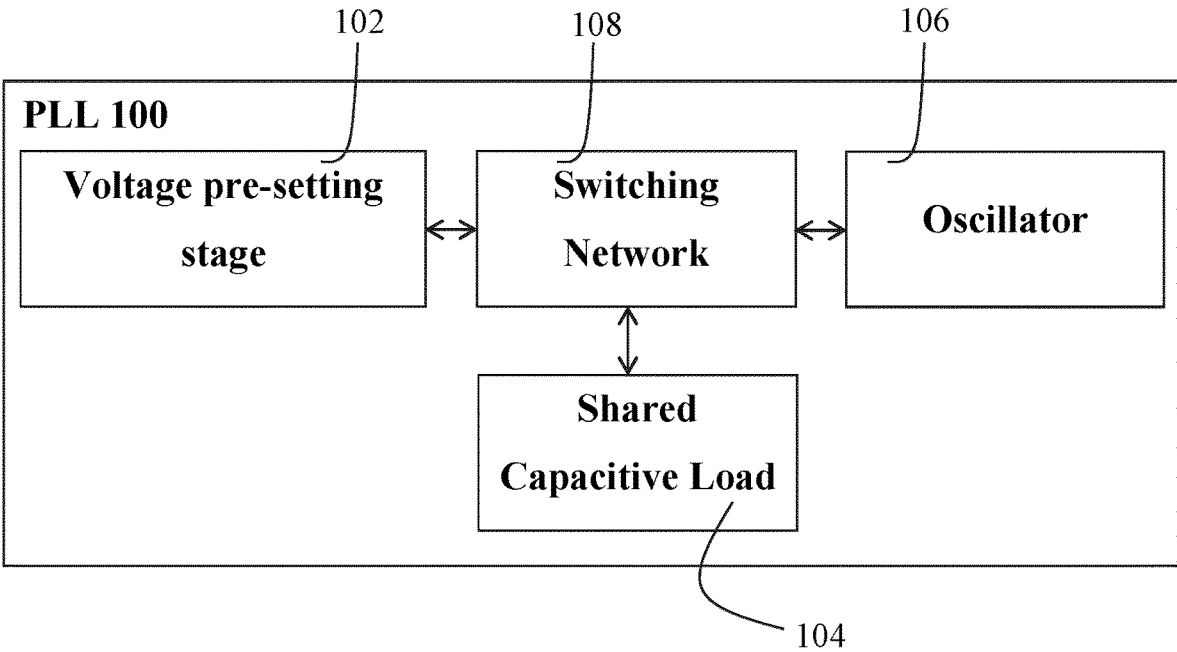 102
108
106
PLL 100
Voltage pre-setting
stage
Switching
Network
Oscillator
Shared
Capacitive Load
104